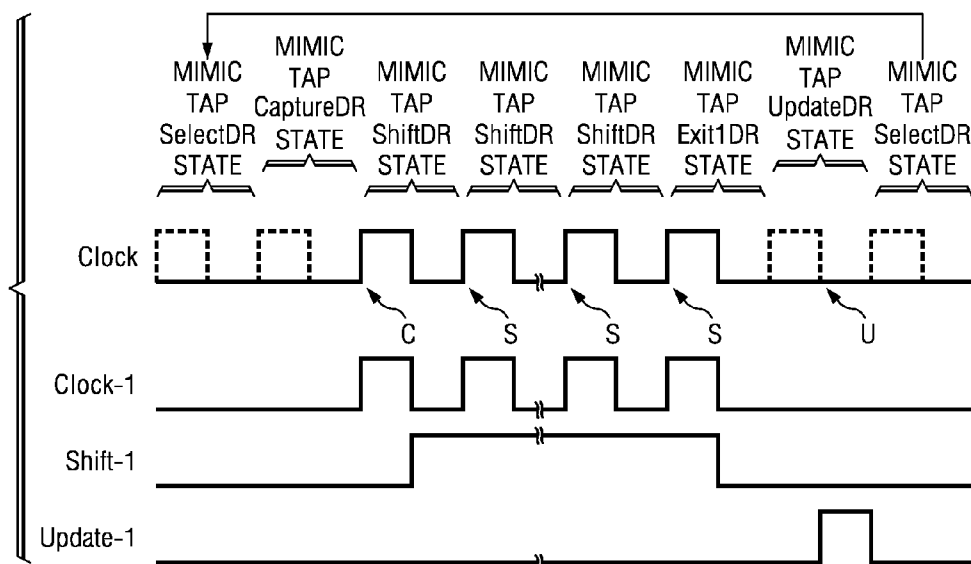 MIMIC
TAP
SelectDR
STATE
MIMIC
TAP
CaptureDR
STATE
MIMIC
TAP
ShiftDR
STATE
MIMIC
TAP
ShiftDR
STATE
MIMIC
TAP
ShiftDR
STATE
MIMIC
TAP
Exit1DR
STATE
MIMIC
TAP
UpdateDR
STATE
MIMIC
TAP
SelectDR
STATE
Clock
C
S
S
S
U
Clock-1
Shift-1
Update-1